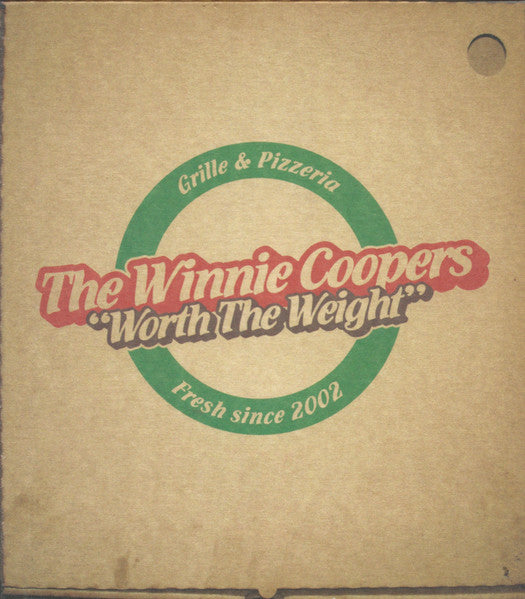 Grille & Pizzeria
The Winnie Coopers
"Worth The Weight"
Fresh since 2002